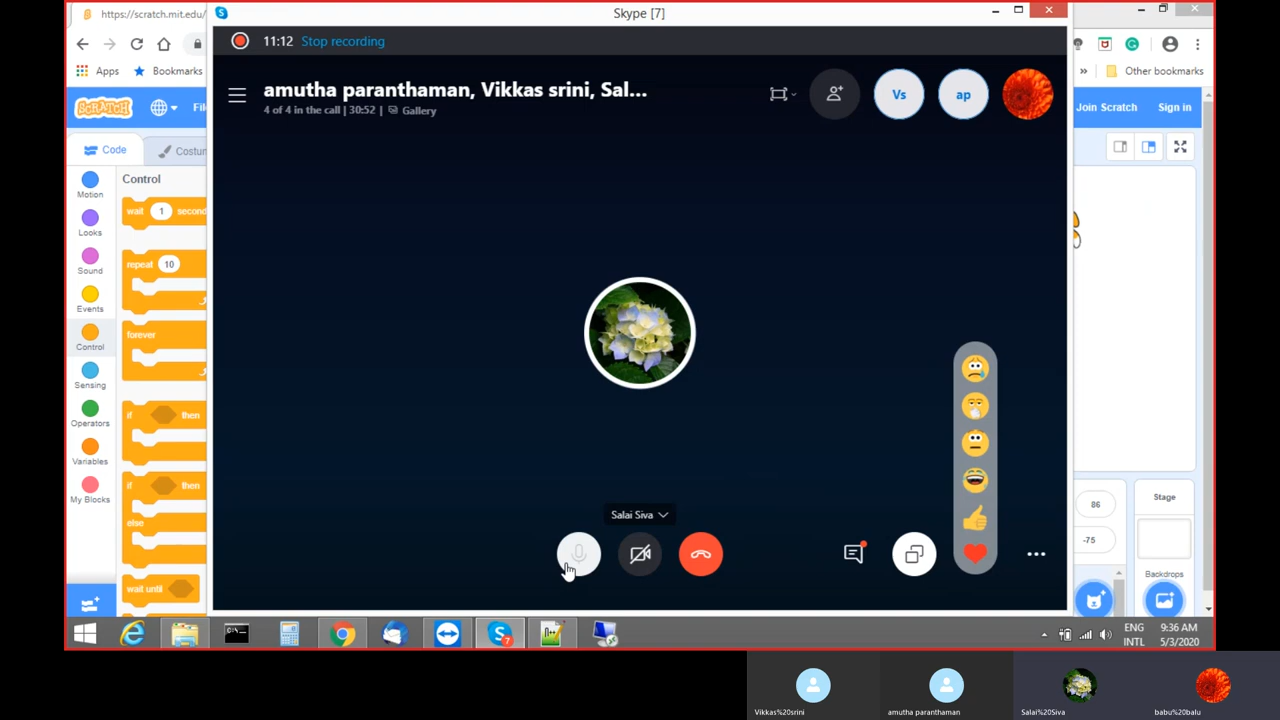 https://scratch.mit.edu/
Skype [7]
11:12 Stop recording
Apps
Bookmarks
Other bookmarks
amutha paranthaman, Vikkas srini, Sal...
4 of 4 in the call | 30:52 | Gallery
Vs
ap
SCRATCH
Fil
Join Scratch
Sign in
Code
Costu
Motion
Looks
Sound
Events
Control
Sensing
Operators
Variables
My Blocks
Control
wait 1 second
repeat 10
forever
if then
if then
else
wait until
Salai Siva
86
-75
Stage
Backdrops
ENG
INTL
9:36 AM
5/3/2020
Vikkas%20srini
amutha paranthaman
Salai%20Siva
babu%20balu